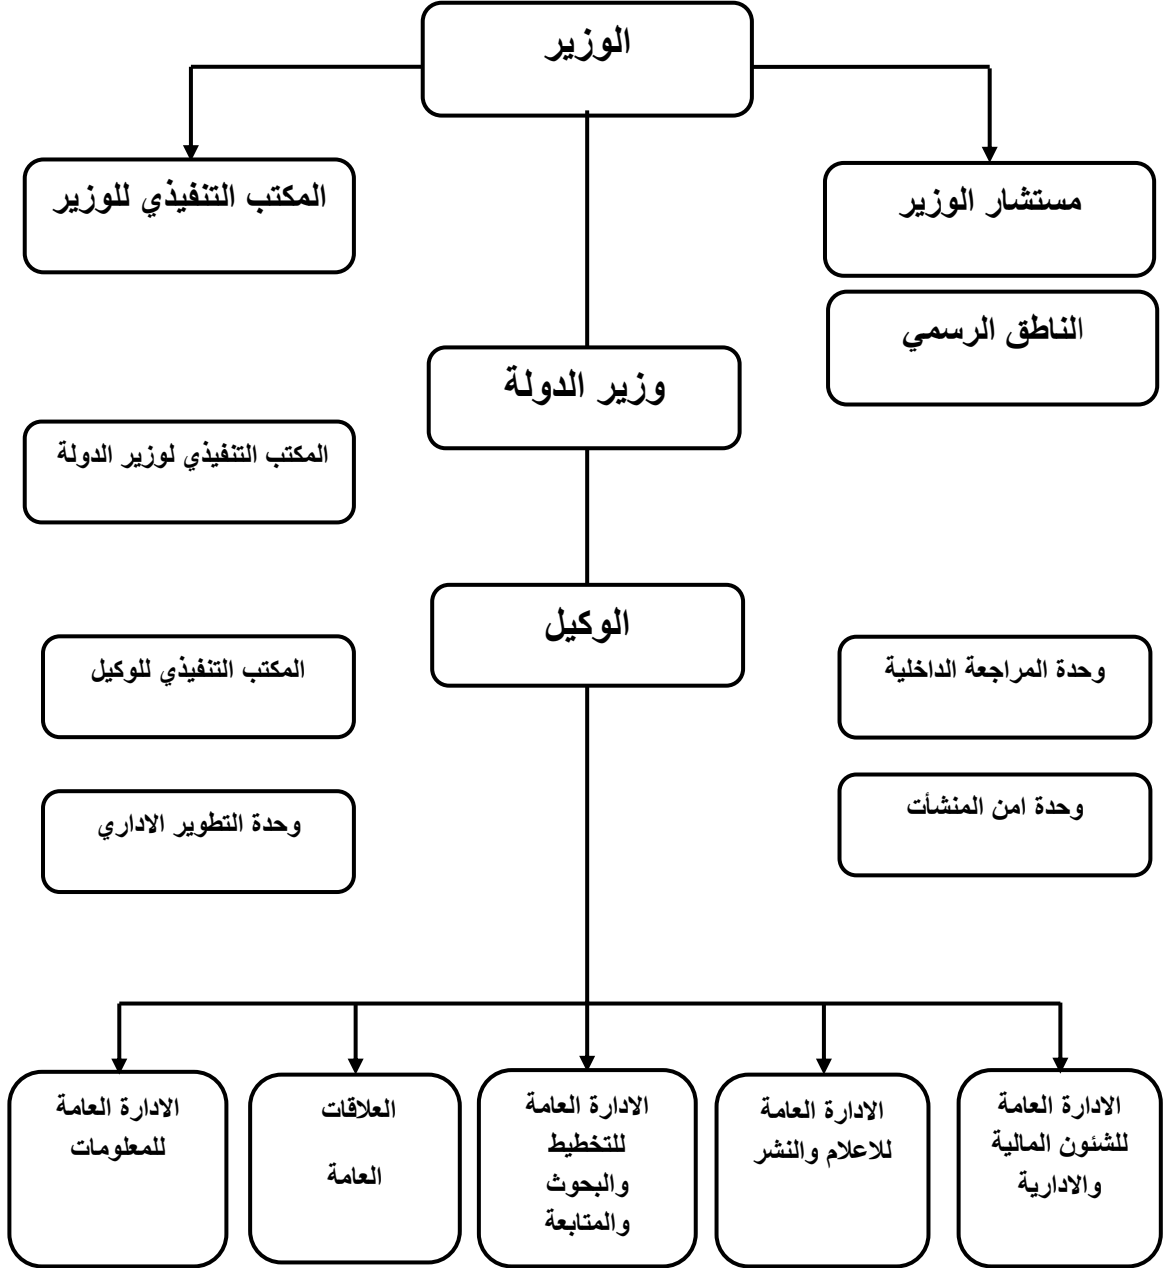 الوزير
مستشار الوزير
المكتب التنفيذي للوزير
الناطق الرسمي
وزير الدولة
المكتب التنفيذي لوزير الدولة
الوكيل
وحدة المراجعة الداخلية
المكتب التنفيذي للوكيل
وحدة امن المنشأت
وحدة التطوير الاداري
الادارة العامة
للشئون المالية
والادارية
الادارة العامة
للاعلام والنشر
الادارة العامة
للتخطيط
والبحوث
والمتابعة
العلاقات
العامة
الادارة العامة
للمعلومات